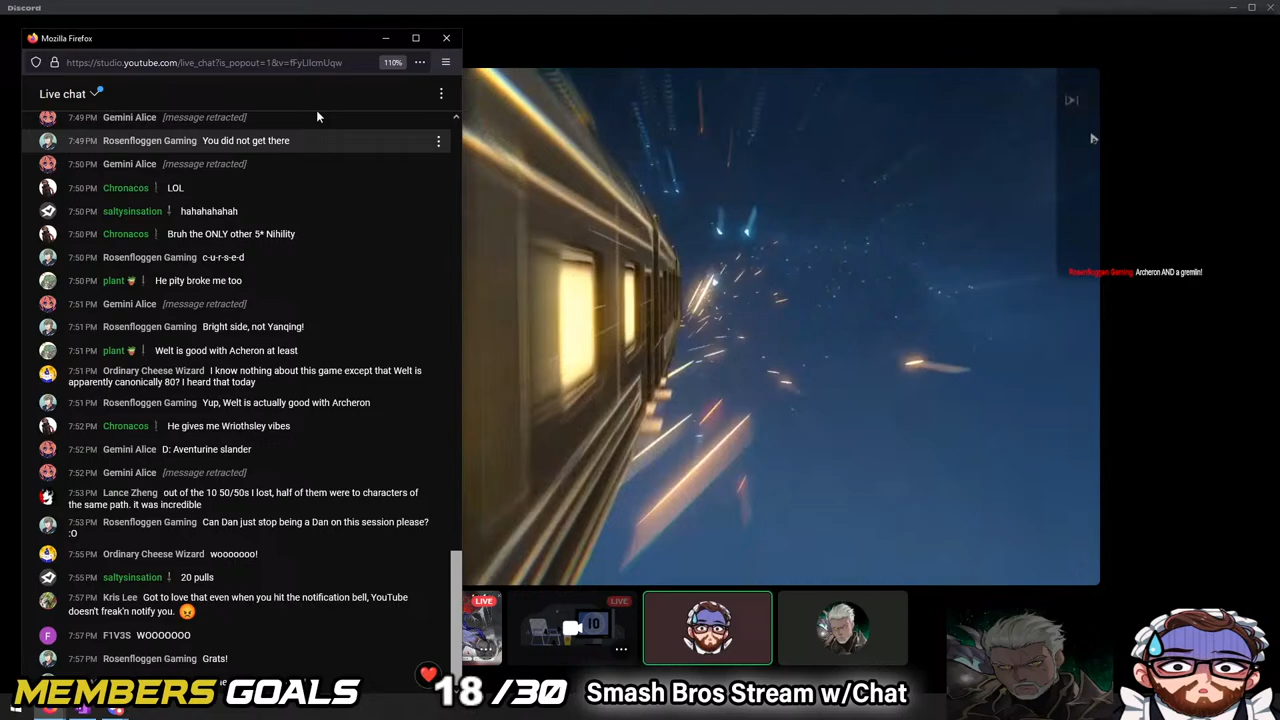 Discord
Mozilla Firefox
https://studio.youtube.com/live_chat?is_popout=1&v=fFyLIlcmUqw
110%
Live chat
7:49 PM Gemini Alice [message retracted]
7:49 PM Rosenfloggen Gaming You did not get there
7:50 PM Gemini Alice [message retracted]
7:50 PM Chronacos LOL
7:50 PM saltysinsation hahahahahah
7:50 PM Chronacos Bruh the ONLY other 5* Nihility
7:50 PM Rosenfloggen Gaming c-u-r-s-e-d
7:50 PM plant He pity broke me too
7:51 PM Gemini Alice [message retracted]
7:51 PM Rosenfloggen Gaming Bright side, not Yanqing!
7:51 PM plant Welt is good with Acheron at least
7:51 PM Ordinary Cheese Wizard I know nothing about this game except that Welt is
apparently canonically 80? I heard that today
7:51 PM Rosenfloggen Gaming Yup, Welt is actually good with Archeron
7:52 PM Chronacos He gives me Wriothsley vibes
7:52 PM Gemini Alice D: Aventurine slander
7:52 PM Gemini Alice [message retracted]
7:53 PM Lance Zheng out of the 10 50/50s I lost, half of them were to characters of
the same path. it was incredible
7:53 PM Rosenfloggen Gaming Can Dan just stop being a Dan on this session please?
:O
7:55 PM Ordinary Cheese Wizard wooooooo!
7:55 PM saltysinsation 20 pulls
7:57 PM Kris Lee Got to love that even when you hit the notification bell, YouTube
doesn't freak'n notify you. 😡
F 7:57 PM F1V3S WOOOOOOO
7:57 PM Rosenfloggen Gaming Grats!
Rosenfloggen Gaming Archeron AND a gremlin!
LIVE
LIVE
10
MEMBERS GOALS 18 /30 Smash Bros Stream w/Chat